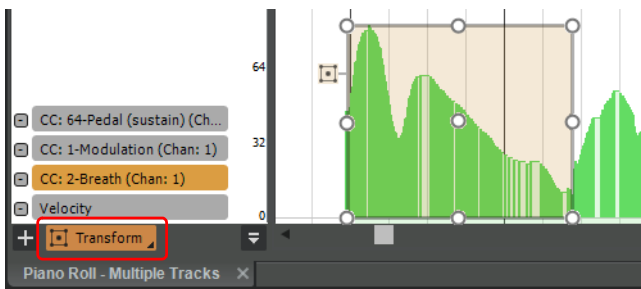 64
CC: 64-Pedal (sustain) (Ch...
CC: 1-Modulation (Chan: 1)
32
CC: 2-Breath (Chan: 1)
Velocity
0
Transform
Piano Roll - Multiple Tracks